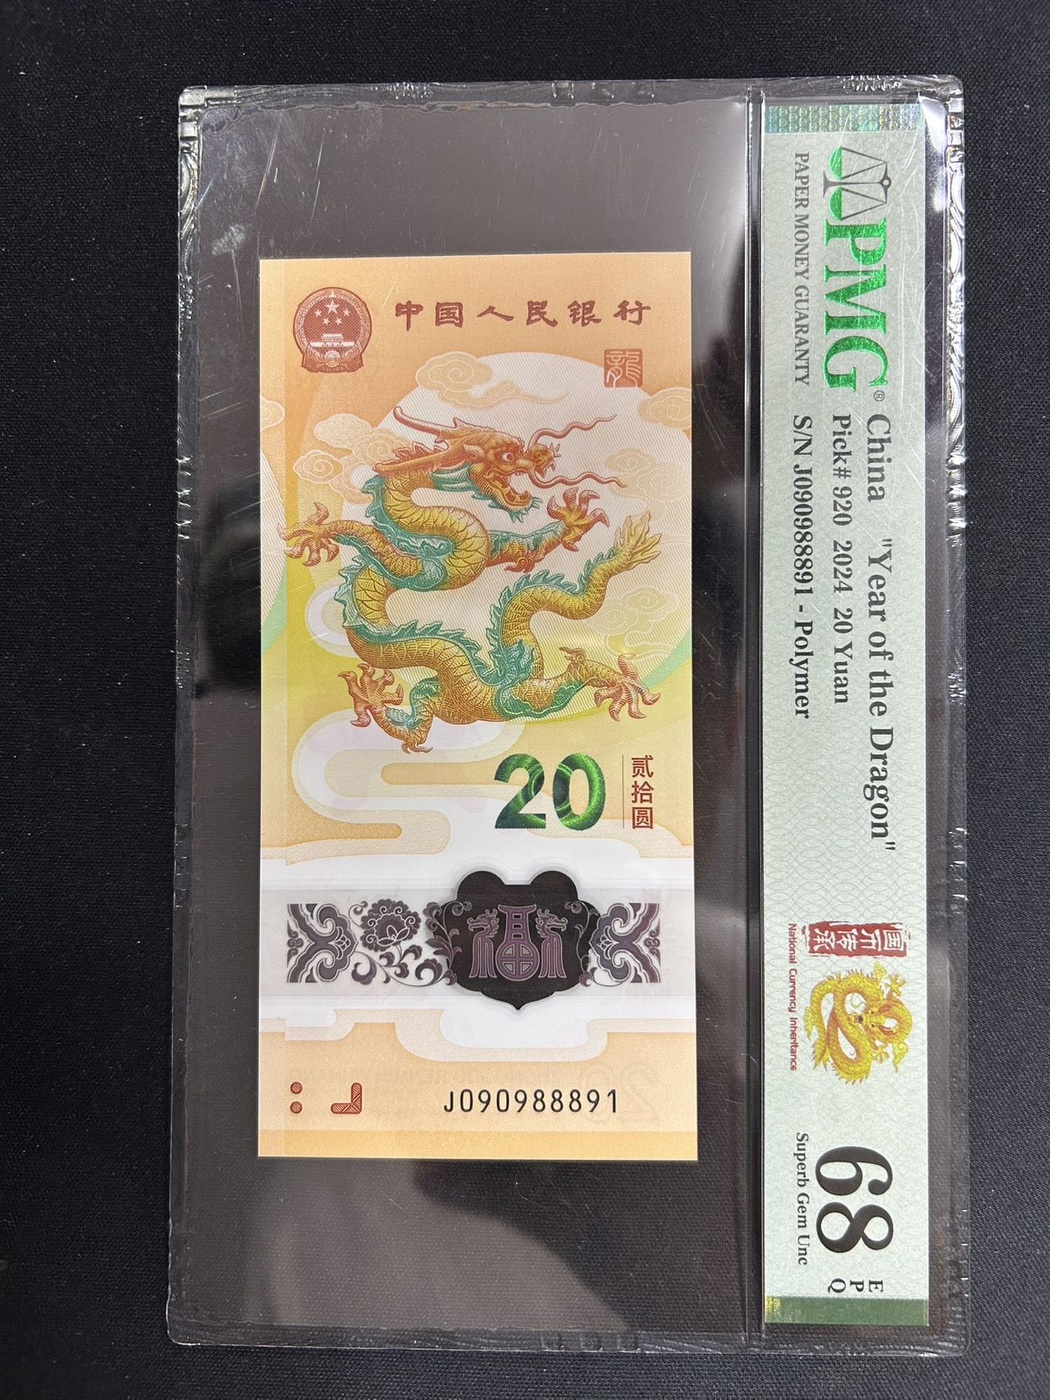 中国人民银行
龍
20
贰拾圆
J090988891
PMG®
PAPER MONEY GUARANTY
China "Year of the Dragon"
Pick# 920 2024 20 Yuan
S/N J090988891 - Polymer
国币传承
National Currency Inheritance
68
EPQ
Superb Gem Unc